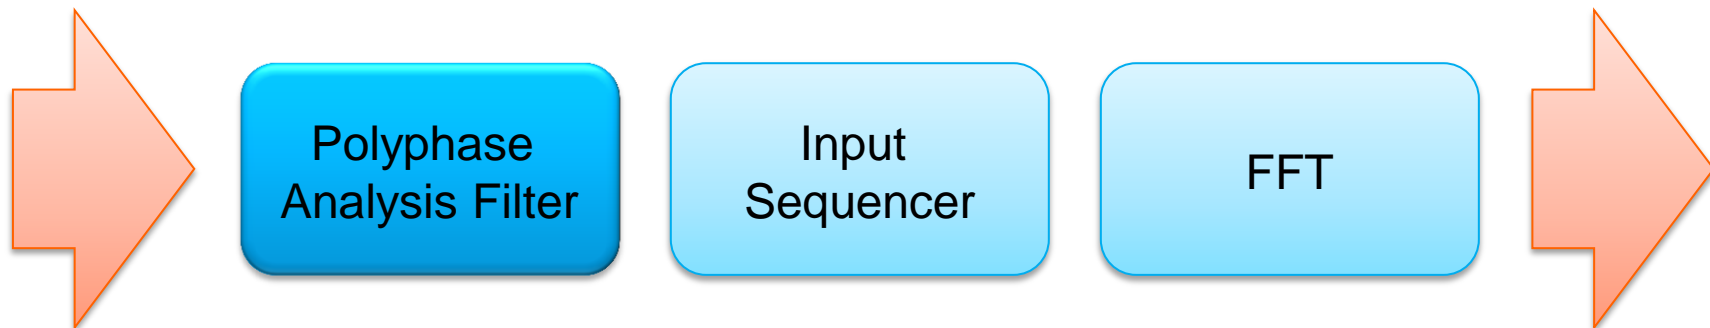 Polyphase
Analysis Filter
Input
Sequencer
FFT